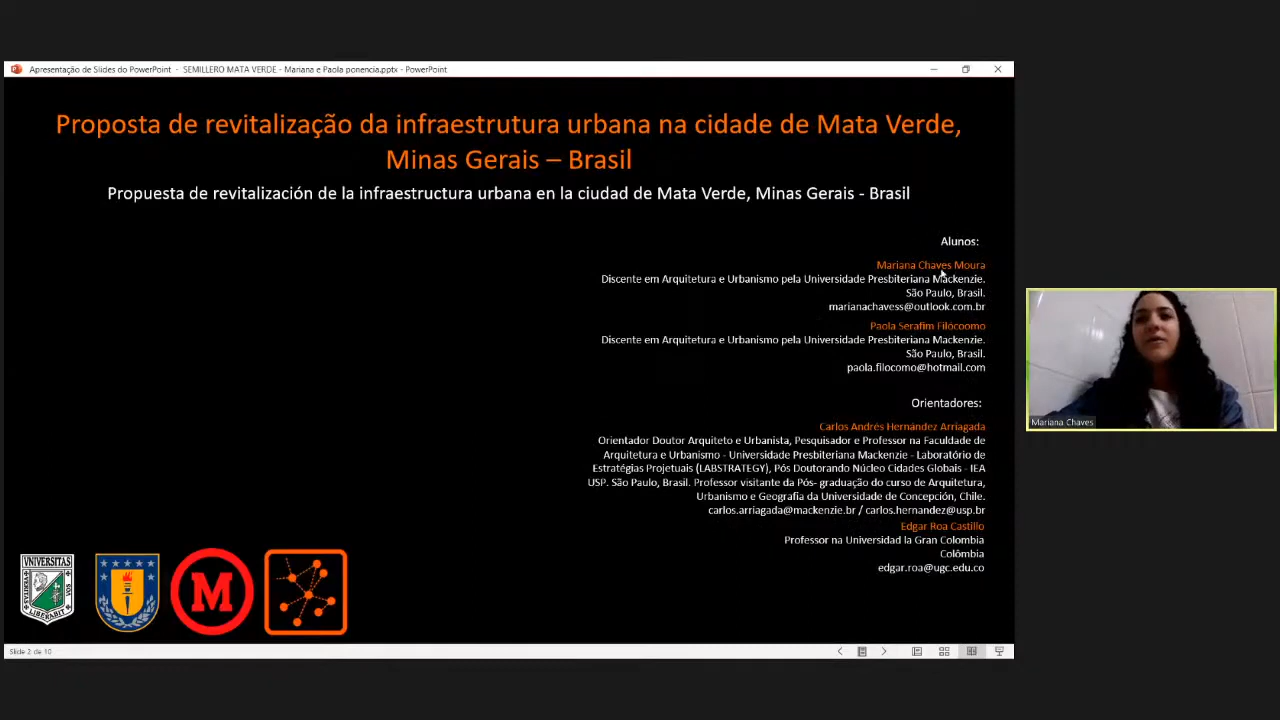 Apresentação de Slides do PowerPoint - SEMILLERO MATA VERDE - Mariana e Paola ponencia.pptx - PowerPoint
Proposta de revitalização da infraestrutura urbana na cidade de Mata Verde,
Minas Gerais – Brasil
Propuesta de revitalización de la infraestructura urbana en la ciudad de Mata Verde, Minas Gerais - Brasil
Alunos:
Mariana Chaves Moura
Discente em Arquitetura e Urbanismo pela Universidade Presbiteriana Mackenzie.
São Paulo, Brasil.
marianachavess@outlook.com.br
Paola Serafim Filocoomo
Discente em Arquitetura e Urbanismo pela Universidade Presbiteriana Mackenzie.
São Paulo, Brasil.
paola.filocomo@hotmail.com
Orientadores:
Carlos Andrés Hernández Arriagada
Orientador Doutor Arquiteto e Urbanista, Pesquisador e Professor na Faculdade de
Arquitetura e Urbanismo - Universidade Presbiteriana Mackenzie - Laboratório de
Estratégias Projetuais (LABSTRATEGY), Pós Doutorando Núcleo Cidades Globais - IEA
USP. São Paulo, Brasil. Professor visitante da Pós- graduação do curso de Arquitetura,
Urbanismo e Geografia da Universidade de Concepción, Chile.
carlos.arriagada@mackenzie.br / carlos.hernandez@usp.br
Edgar Roa Castillo
Professor na Universidad la Gran Colombia
Colômbia
edgar.roa@ugc.edu.co
Mariana Chaves
VNIVERSITAS
VERITAS
LIBERABIT
VOS
M
Slide 2 de 10